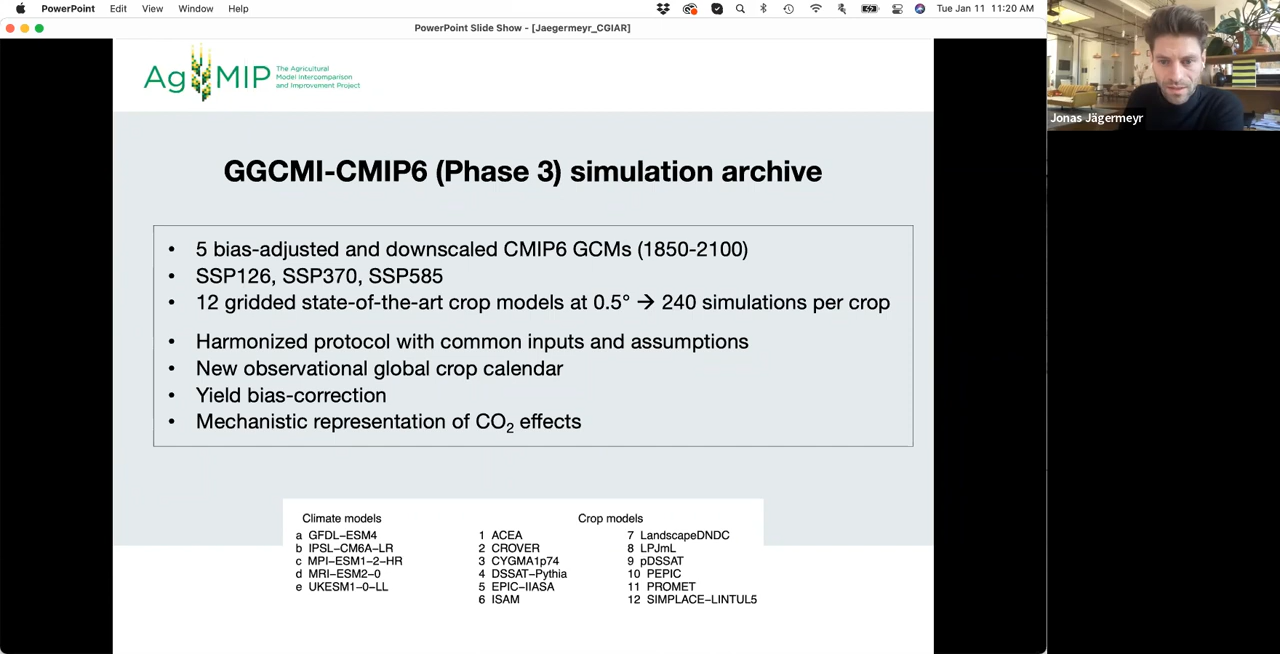 PowerPoint Edit View Window Help Tue Jan 11 11:20 AM
PowerPoint Slide Show - [Jaegermeyr_CGIAR]
AgMIP
The Agricultural
Model Intercomparison
and Improvement Project
Jonas Jägermeyr
GGCMI-CMIP6 (Phase 3) simulation archive
• 5 bias-adjusted and downscaled CMIP6 GCMs (1850-2100)
• SSP126, SSP370, SSP585
• 12 gridded state-of-the-art crop models at 0.5° → 240 simulations per crop
• Harmonized protocol with common inputs and assumptions
• New observational global crop calendar
• Yield bias-correction
• Mechanistic representation of CO₂ effects
Climate models
a GFDL−ESM4
b IPSL−CM6A−LR
c MPI−ESM1−2−HR
d MRI−ESM2−0
e UKESM1−0−LL
Crop models
1 ACEA
2 CROVER
3 CYGMA1p74
4 DSSAT−Pythia
5 EPIC−IIASA
6 ISAM
7 LandscapeDNDC
8 LPJmL
9 pDSSAT
10 PEPIC
11 PROMET
12 SIMPLACE−LINTUL5